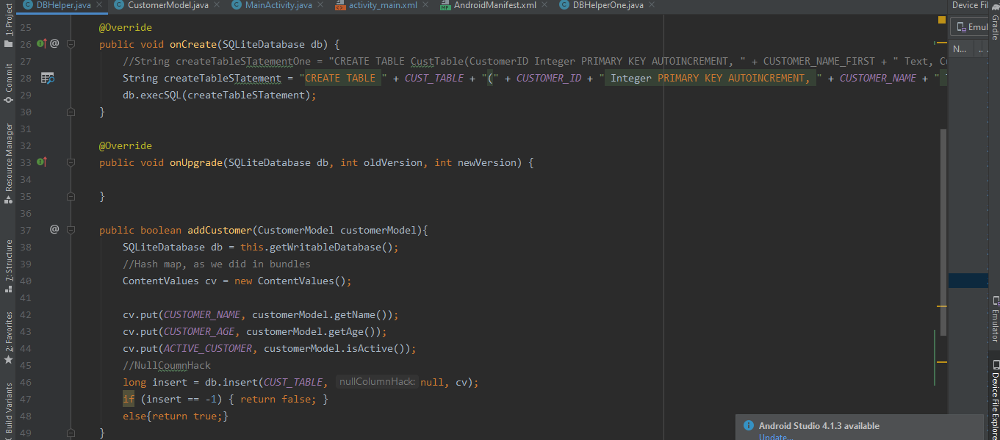 DBHelper.java CustomerModel.java MainActivity.java activity_main.xml AndroidManifest.xml DBHelperOne.java Device Fil
1: Project
Commit
Resource Manager
7: Structure
2: Favorites
Build Variants
25 @Override
26 public void onCreate(SQLiteDatabase db) {
27 //String createTableSTatementOne = "CREATE TABLE CustTable(CustomerID Integer PRIMARY KEY AUTOINCREMENT, " + CUSTOMER_NAME_FIRST + " Text, Cu
28 String createTableSTatement = "CREATE TABLE " + CUST_TABLE + "(" + CUSTOMER_ID + " Integer PRIMARY KEY AUTOINCREMENT, " + CUSTOMER_NAME + " T
29 db.execSQL(createTableSTatement);
30 }
31
32 @Override
33 public void onUpgrade(SQLiteDatabase db, int oldVersion, int newVersion) {
34
35 }
36
37 public boolean addCustomer(CustomerModel customerModel){
38 SQLiteDatabase db = this.getWritableDatabase();
39 //Hash map, as we did in bundles
40 ContentValues cv = new ContentValues();
41
42 cv.put(CUSTOMER_NAME, customerModel.getName());
43 cv.put(CUSTOMER_AGE, customerModel.getAge());
44 cv.put(ACTIVE_CUSTOMER, customerModel.isActive());
45 //NullCoumnHack
46 long insert = db.insert(CUST_TABLE, nullColumnHack: null, cv);
47 if (insert == -1) { return false; }
48 else{return true;}
49 }
Emul
N... ...
Gradle
Emulator
Device File Explore
Android Studio 4.1.3 available
Update...